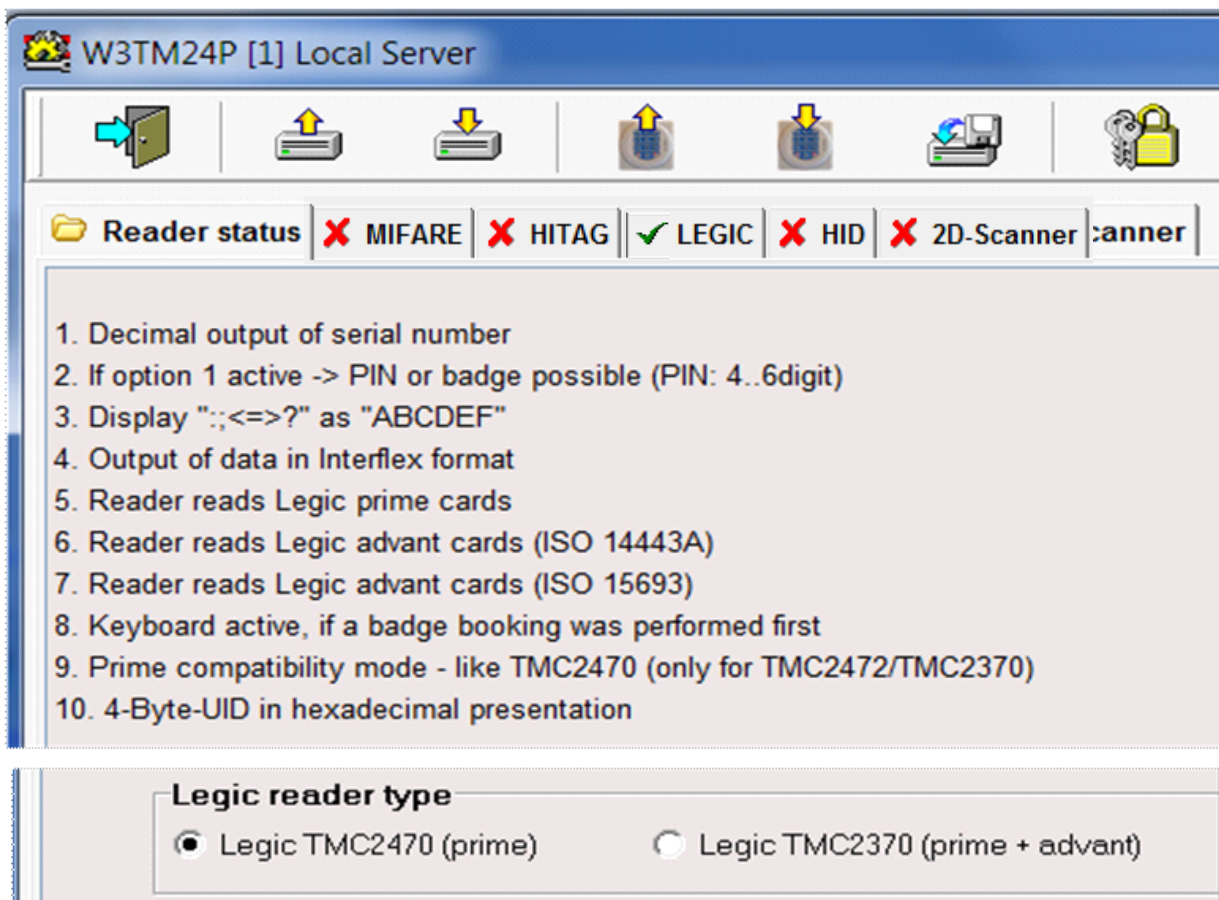 W3TM24P [1] Local Server
Reader status MIFARE HITAG LEGIC HID 2D-Scanner canner
1. Decimal output of serial number
2. If option 1 active -> PIN or badge possible (PIN: 4..6digit)
3. Display ":;<=>?" as "ABCDEF"
4. Output of data in Interflex format
5. Reader reads Legic prime cards
6. Reader reads Legic advant cards (ISO 14443A)
7. Reader reads Legic advant cards (ISO 15693)
8. Keyboard active, if a badge booking was performed first
9. Prime compatibility mode - like TMC2470 (only for TMC2472/TMC2370)
10. 4-Byte-UID in hexadecimal presentation
Legic reader type
Legic TMC2470 (prime) Legic TMC2370 (prime + advant)